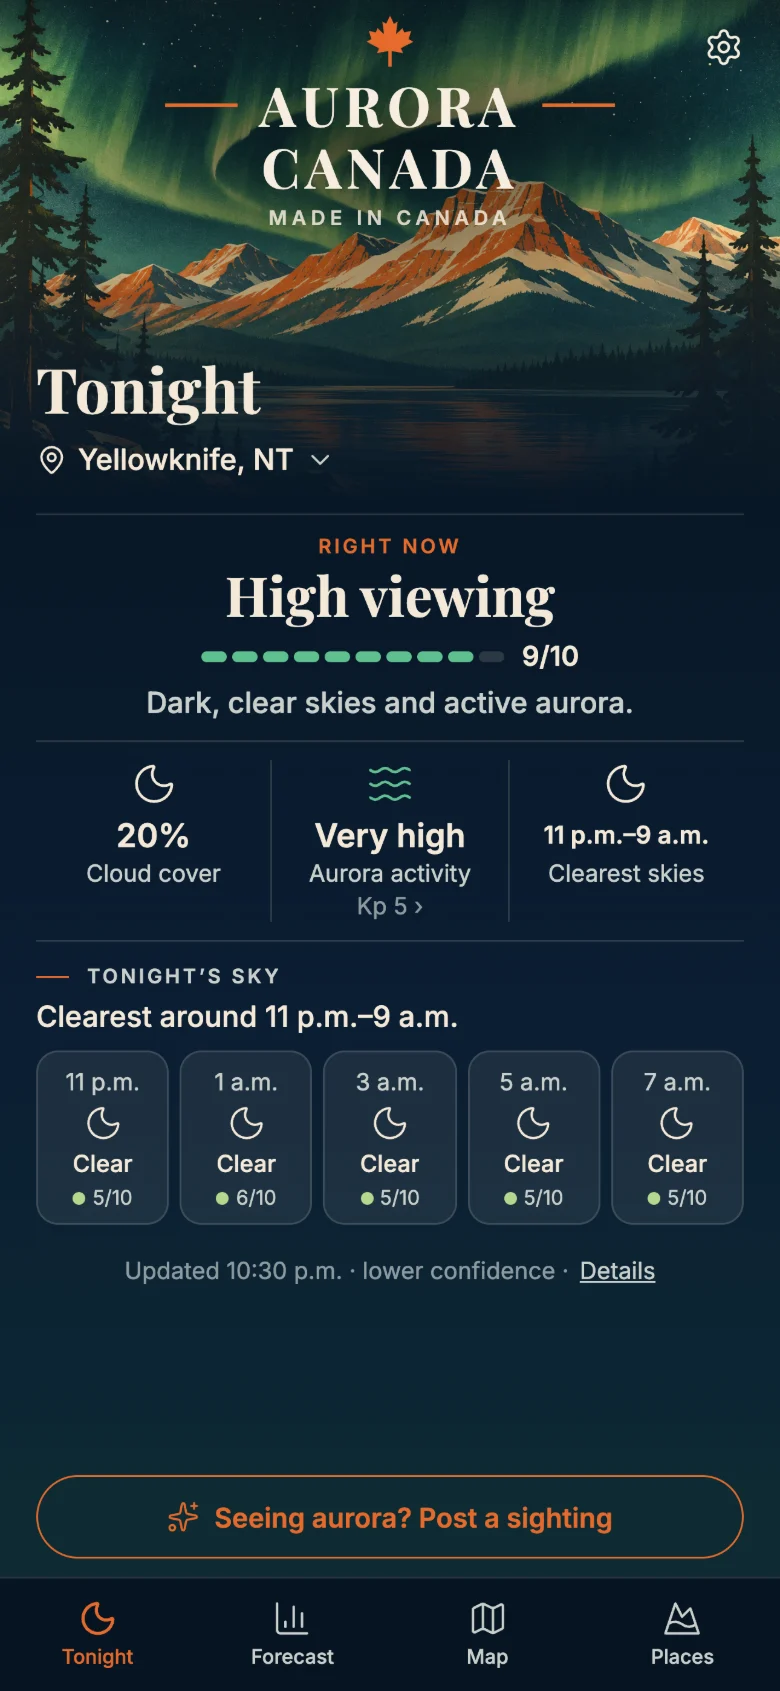 AURORA
CANADA
MADE IN CANADA
Tonight
Yellowknife, NT
RIGHT NOW
High viewing
9/10
Dark, clear skies and active aurora.
20%
Cloud cover
Very high
Aurora activity
Kp 5 ›
11 p.m.–9 a.m.
Clearest skies
TONIGHT’S SKY
Clearest around 11 p.m.–9 a.m.
11 p.m.
Clear
5/10
1 a.m.
Clear
6/10
3 a.m.
Clear
5/10
5 a.m.
Clear
5/10
7 a.m.
Clear
5/10
Updated 10:30 p.m. · lower confidence · Details
Seeing aurora? Post a sighting
Tonight
Forecast
Map
Places